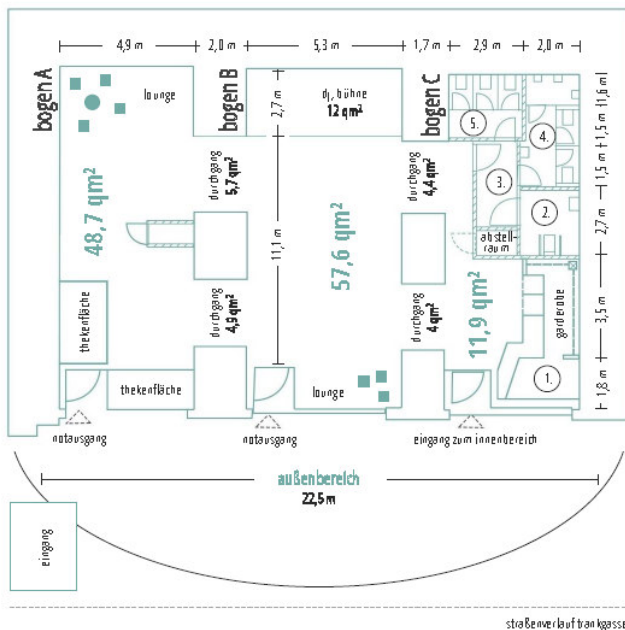 4,9 m
2,0 m
5,3 m
1,7 m
2,9 m
2,0 m
bogen A
bogen B
bogen C
lounge
dj, bühne
12 qm²
2,7 m
11,1 m
durchgang
5,7 qm²
durchgang
4,4 qm²
48,7 qm²
57,6 qm²
11,9 qm²
5.
4.
3.
2.
1.
11,6 m
1,5 m
1,5 m
2,7 m
3,5 m
1,8 m
abstell-
raum
durchgang
4,9 qm²
durchgang
4 qm²
garderobe
thekenfläche
thekenfläche
lounge
notausgang
notausgang
eingang zum innenbereich
außenbereich
22,5 m
eingang
straßenverlauf trankgasse